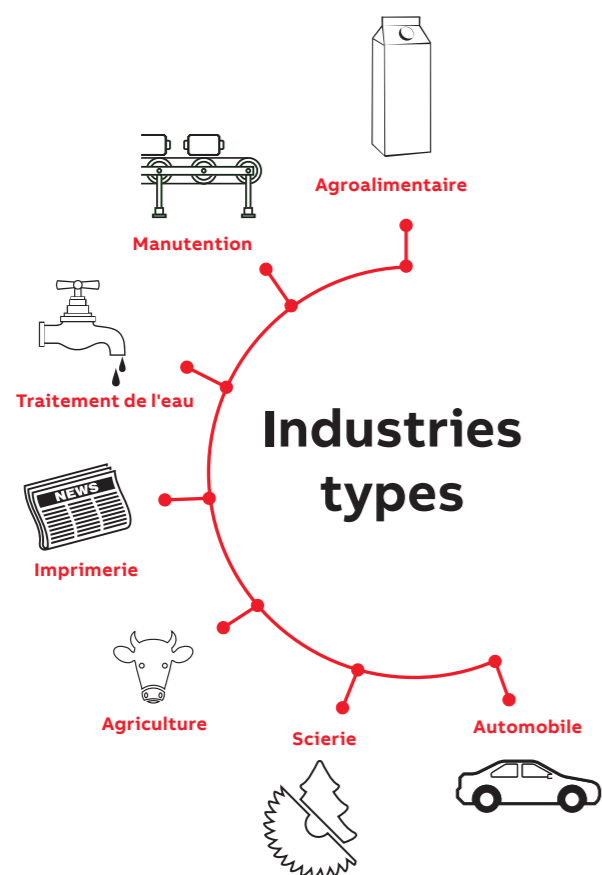 Agroalimentaire
Manutention
Traitement de l'eau
Industries
types
NEWS
Imprimerie
Agriculture
Scierie
Automobile